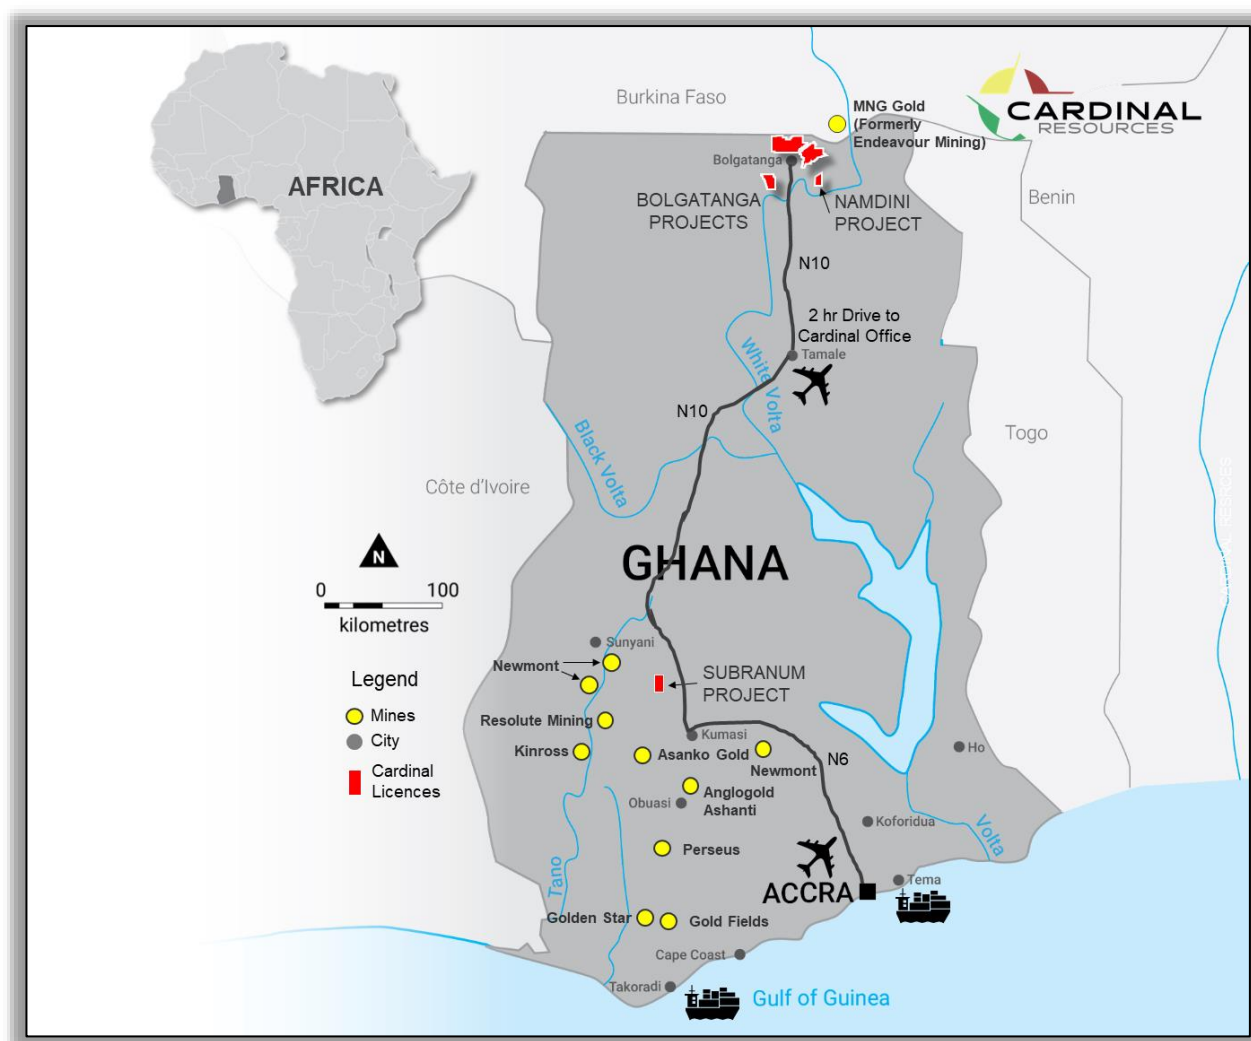 Burkina Faso
MNG Gold
(Formerly
Endeavour Mining)
CARDINAL
RESOURCES
AFRICA
Bolgatanga
BOLGATANGA
PROJECTS
NAMDINI
PROJECT
Benin
N10
2 hr Drive to
Cardinal Office
Tamale
White Volta
N10
Black Volta
Togo
Côte d'Ivoire
N
GHANA
0 100
kilometres
Sunyani
Newmont
SUBRANUM
PROJECT
Legend
Mines
City
Cardinal
Licences
Resolute Mining
Kumasi
Kinross
Asanko Gold
Newmont
N6
Ho
Anglogold
Ashanti
Obuasi
Koforidua
Volta
Perseus
Tano
ACCRA
Tema
Golden Star
Gold Fields
Cape Coast
Takoradi
Gulf of Guinea